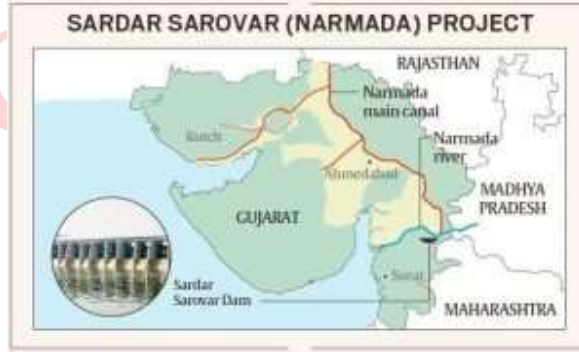 SARDAR SAROVAR (NARMADA) PROJECT
RAJASTHAN
Narmada
main canal
Kutch
Narmada
river
Ahmedabad
MADHYA
PRADESH
GUJARAT
Surat
Sardar
Sarovar Dam
MAHARASHTRA